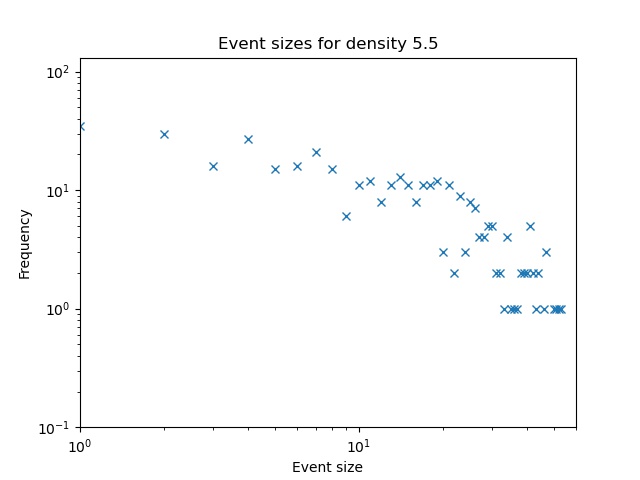 Event sizes for density 5.5
10²
10¹
10⁰
10⁻¹
Frequency
10⁰ 10¹
Event size